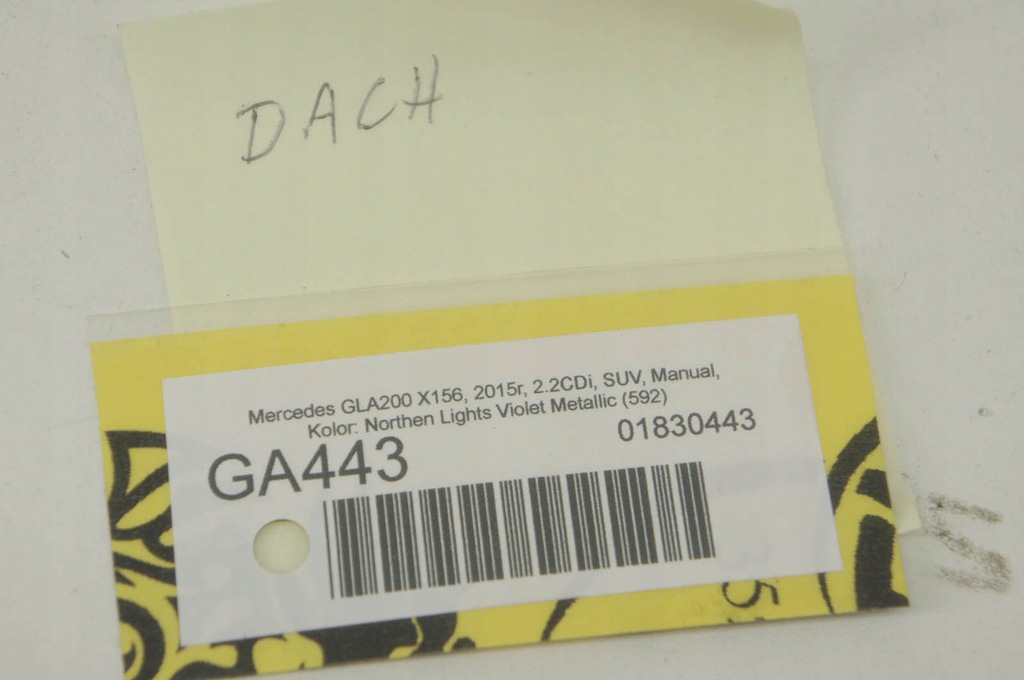 DACH
Mercedes GLA200 X156, 2015r, 2.2CDi, SUV, Manual,
Kolor: Northen Lights Violet Metallic (592)
01830443
GA443